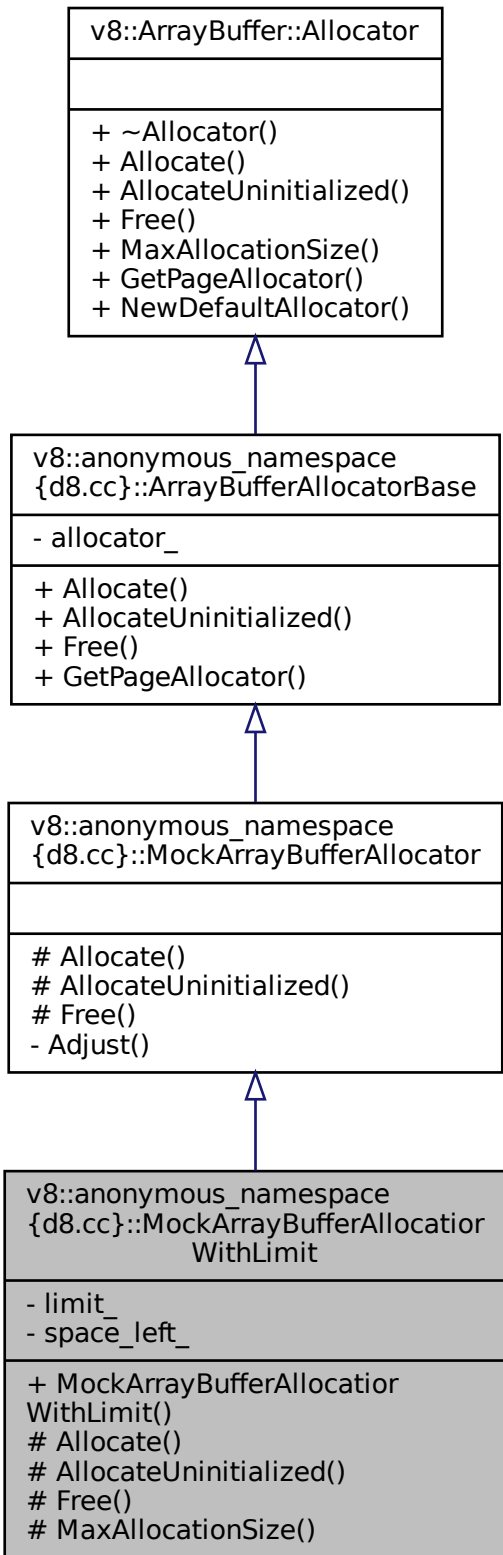 v8::ArrayBuffer::Allocator
+ ~Allocator()
+ Allocate()
+ AllocateUninitialized()
+ Free()
+ MaxAllocationSize()
+ GetPageAllocator()
+ NewDefaultAllocator()
v8::anonymous_namespace
{d8.cc}::ArrayBufferAllocatorBase
- allocator_
+ Allocate()
+ AllocateUninitialized()
+ Free()
+ GetPageAllocator()
v8::anonymous_namespace
{d8.cc}::MockArrayBufferAllocator
# Allocate()
# AllocateUninitialized()
# Free()
- Adjust()
v8::anonymous_namespace
{d8.cc}::MockArrayBufferAllocatior
WithLimit
- limit_
- space_left_
+ MockArrayBufferAllocatior
WithLimit()
# Allocate()
# AllocateUninitialized()
# Free()
# MaxAllocationSize()